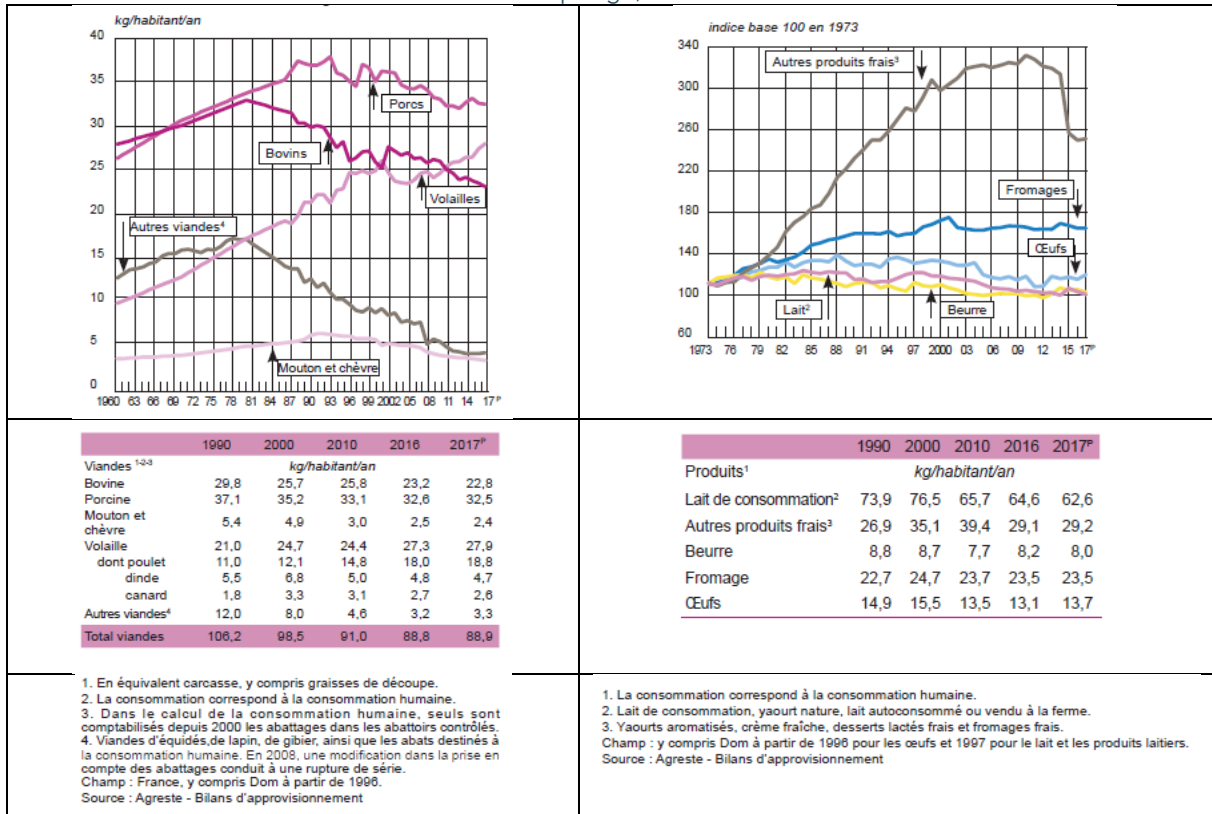 kg/habitant/an
40
35
30
25
20
15
10
5
0
Porcs
Bovins
Volailles
Autres viandes⁴
Mouton et chèvre
1960 63 66 69 72 75 78 81 84 87 90 93 96 99 2002 05 08 11 14 17ᵖ
indice base 100 en 1973
340
300
260
220
180
140
100
60
Autres produits frais³
Fromages
Œufs
Lait²
Beurre
1973 76 79 82 85 88 91 94 97 2000 03 06 09 12 15 17ᵖ
1990 2000 2010 2016 2017ᵖ
Viandes ¹⁻²⁻³ kg/habitant/an
Bovine 29,8 25,7 25,8 23,2 22,8
Porcine 37,1 35,2 33,1 32,6 32,5
Mouton et
chèvre 5,4 4,9 3,0 2,5 2,4
Volaille 21,0 24,7 24,4 27,3 27,9
dont poulet 11,0 12,1 14,8 18,0 18,8
dinde 5,5 6,8 5,0 4,8 4,7
canard 1,8 3,3 3,1 2,7 2,6
Autres viandes⁴ 12,0 8,0 4,6 3,2 3,3
Total viandes 106,2 98,5 91,0 88,8 88,9
1990 2000 2010 2016 2017ᵖ
Produits¹ kg/habitant/an
Lait de consommation² 73,9 76,5 65,7 64,6 62,6
Autres produits frais³ 26,9 35,1 39,4 29,1 29,2
Beurre 8,8 8,7 7,7 8,2 8,0
Fromage 22,7 24,7 23,7 23,5 23,5
Œufs 14,9 15,5 13,5 13,1 13,7
1. En équivalent carcasse, y compris graisses de découpe.
2. La consommation correspond à la consommation humaine.
3. Dans le calcul de la consommation humaine, seuls sont
comptabilisés depuis 2000 les abattages dans les abattoirs contrôlés.
4. Viandes d'équidés,de lapin, de gibier, ainsi que les abats destinés à
la consommation humaine. En 2008, une modification dans la prise en
compte des abattages conduit à une rupture de série.
Champ : France, y compris Dom à partir de 1996.
Source : Agreste - Bilans d'approvisionnement
1. La consommation correspond à la consommation humaine.
2. Lait de consommation, yaourt nature, lait autoconsommé ou vendu à la ferme.
3. Yaourts aromatisés, crème fraîche, desserts lactés frais et fromages frais.
Champ : y compris Dom à partir de 1996 pour les œufs et 1997 pour le lait et les produits laitiers.
Source : Agreste - Bilans d'approvisionnement